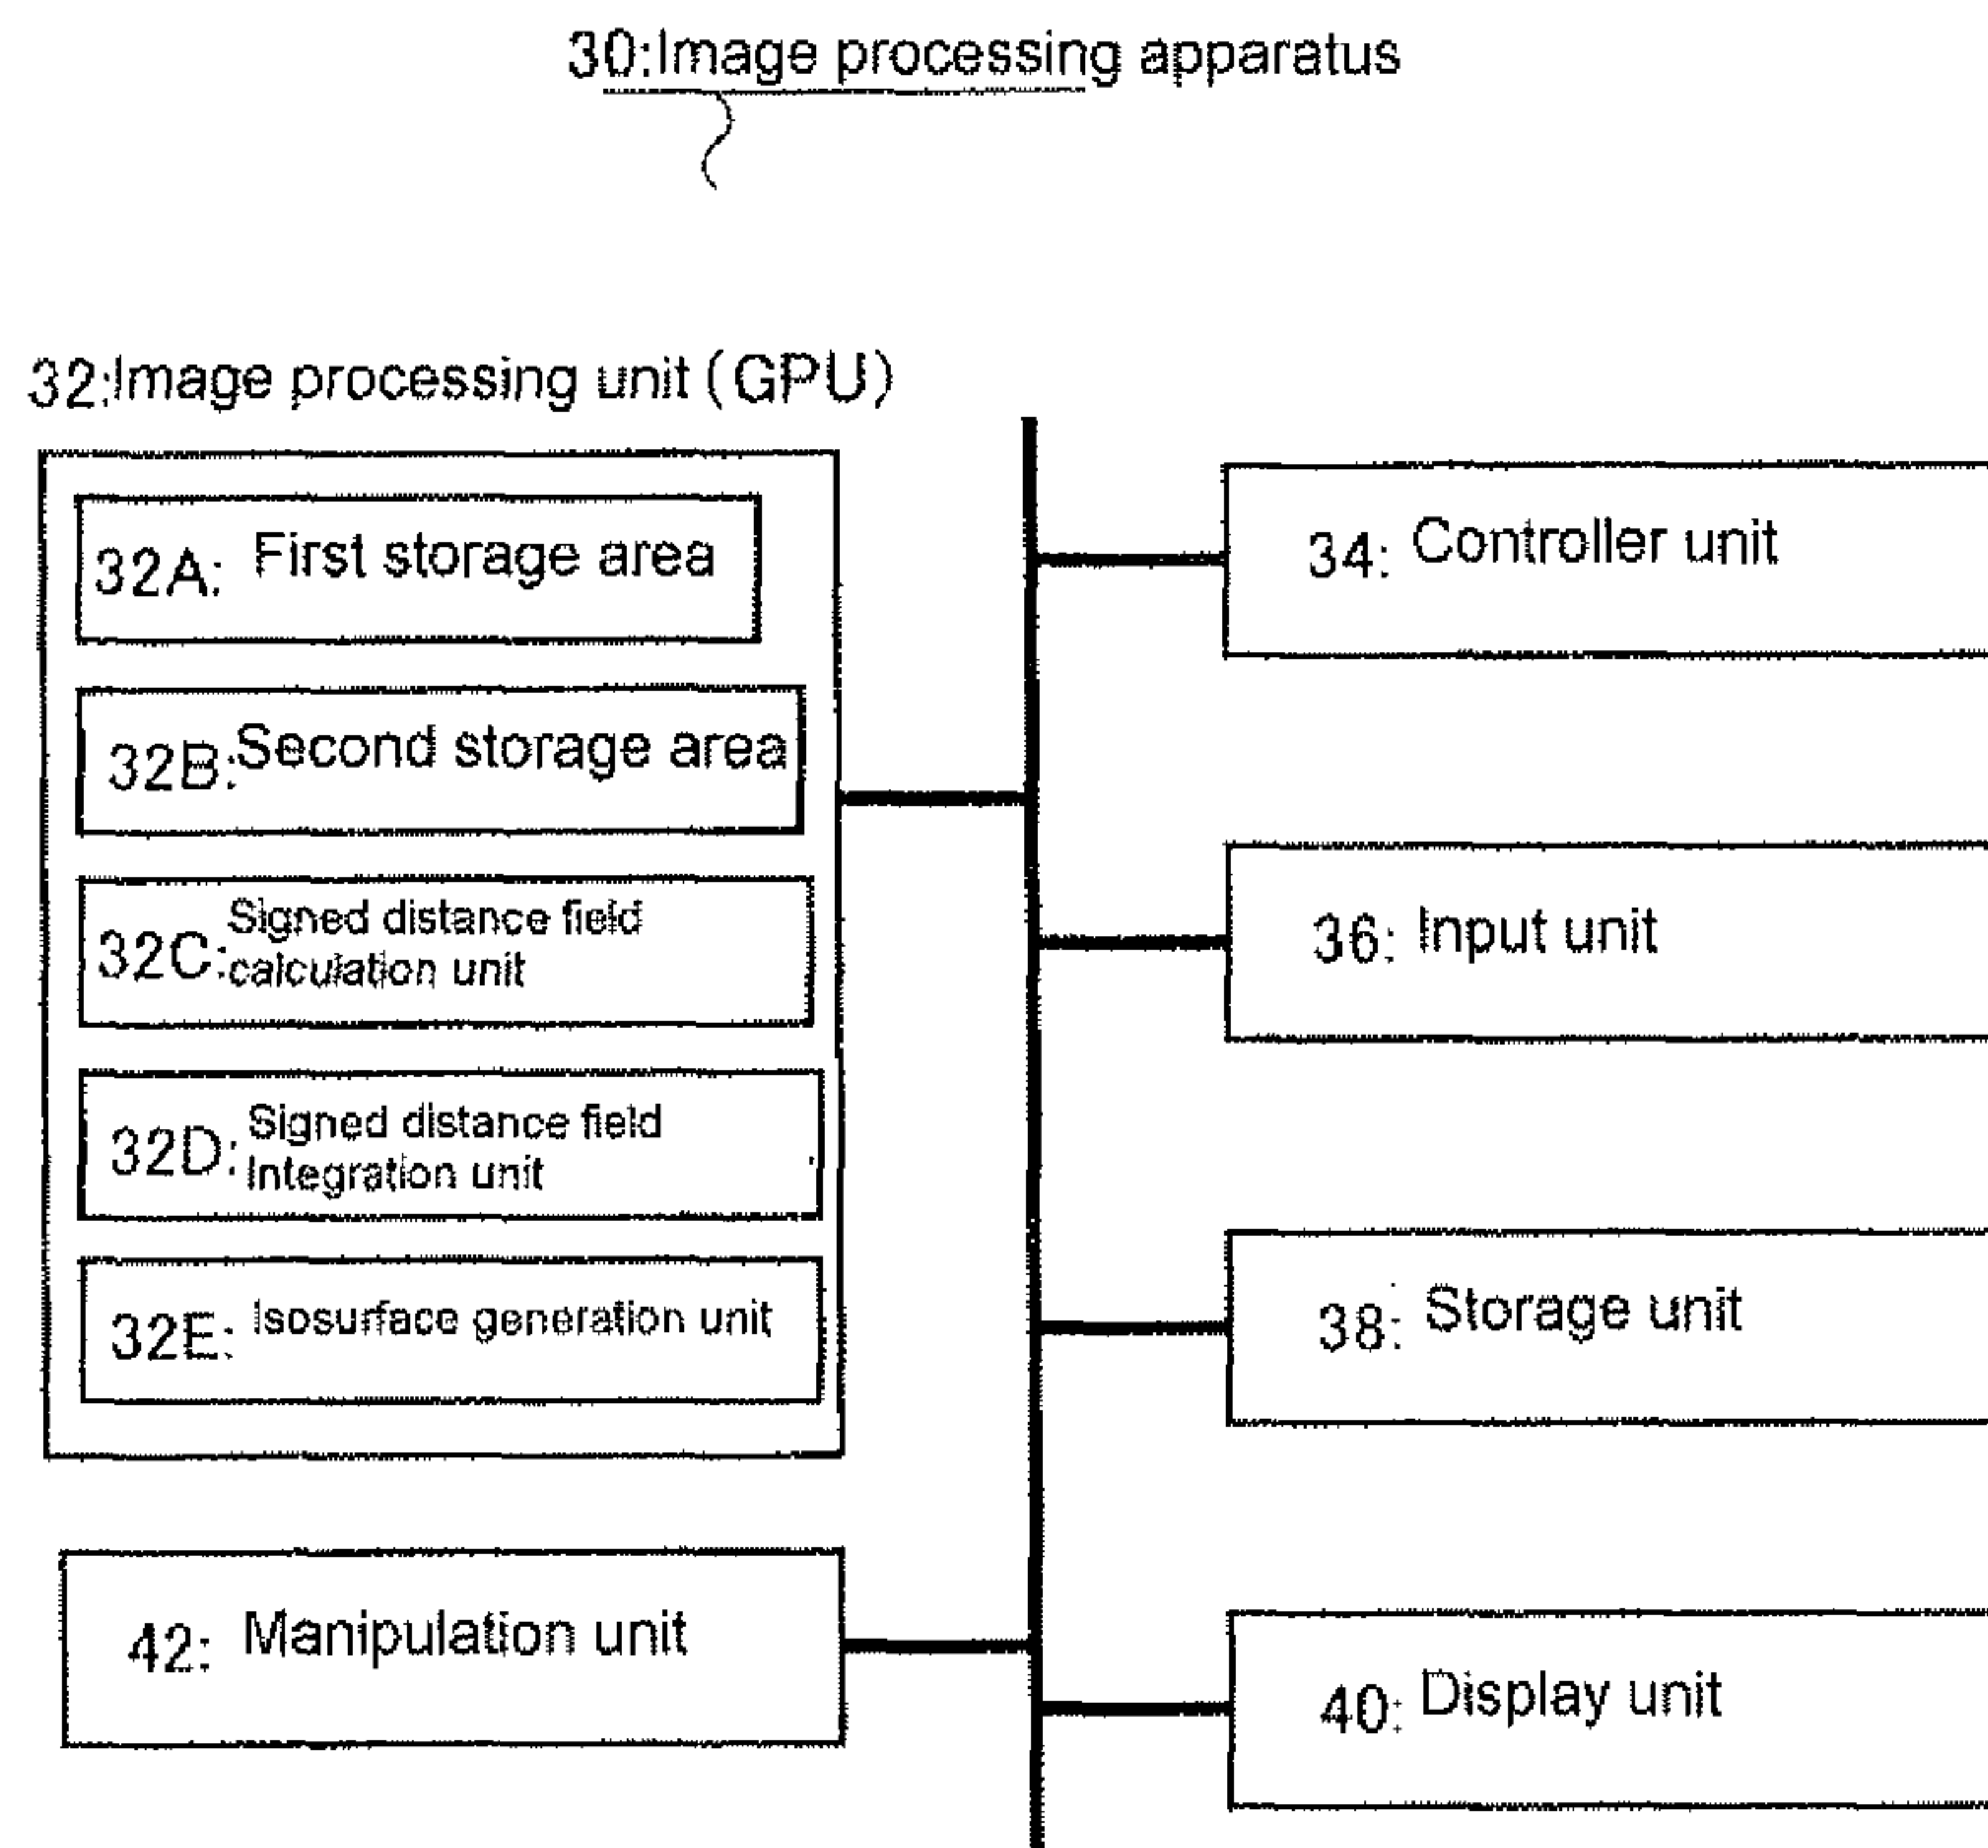 30:Image processing apparatus
32:Image processing unit (GPU)
32A: First storage area
32B:Second storage area
32C:Signed distance field
calculation unit
32D:Signed distance field
Integration unit
32E: Isosurface generation unit
42: Manipulation unit
34: Controller unit
36: Input unit
38: Storage unit
40: Display unit